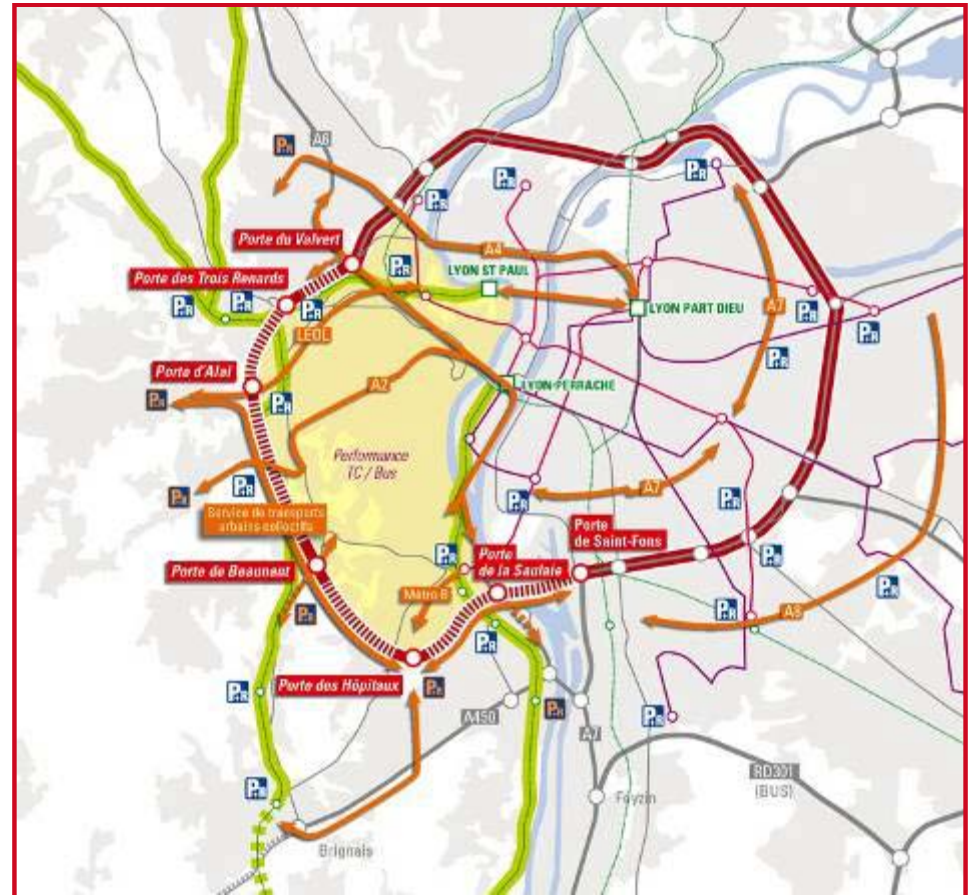 A6
P+R
P+R
P+R
P+R
Porte du Valvert
A4
P+R
LYON ST PAUL
Porte des Trois Renards
P+R
P+R
P+R
LYON PART DIEU
A7
P+R
P+R
LEOL
P+R
Porte d'Alaï
A2
LYON-PERRACHE
P+R
P+R
Performance
TC / Bus
P+R
P+R
A7
P+R
P+R
Service de transports
urbains collectifs
Porte
de Saint-Fons
P+R
P+R
Porte
de la Saulaie
Porte de Beaunant
P+R
Métro B
P+R
P+R
P+R
A8
Porte des Hôpitaux
P+R
P+R
P+R
A450
P+R
A7
P+R
RD301
(BUS)
P+R
Feyzin
Brignais